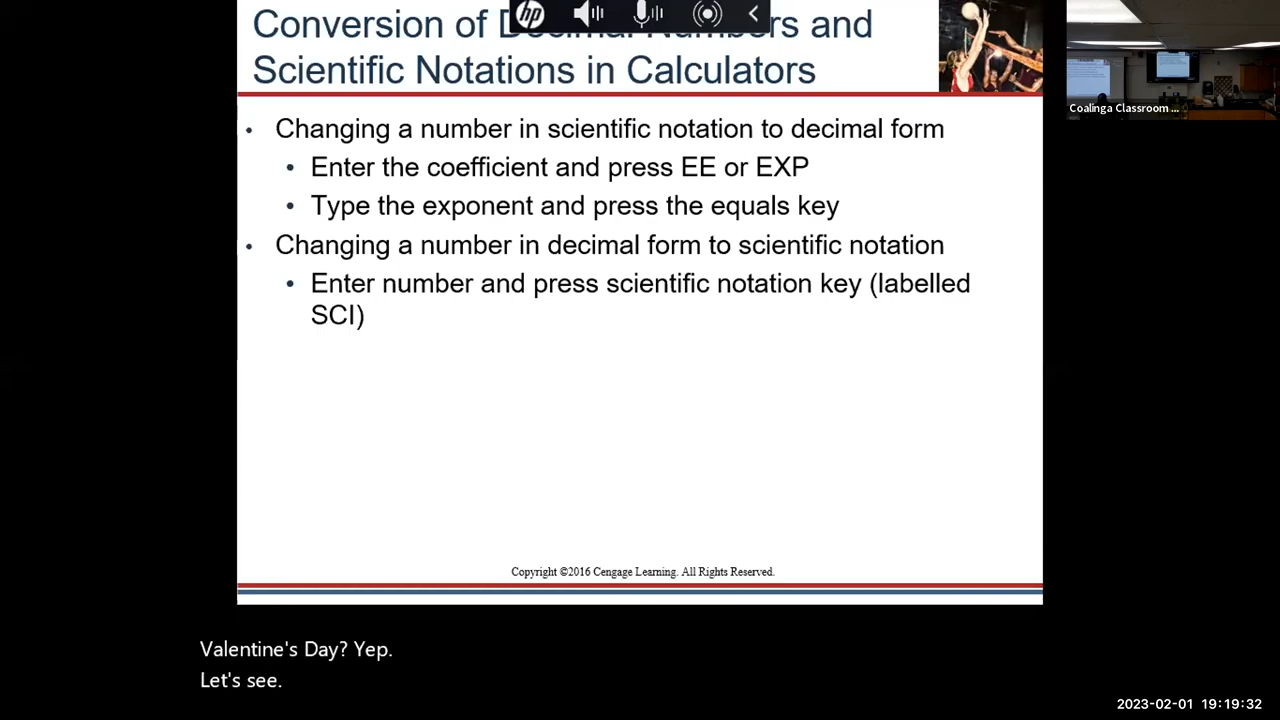 Conversion of Decimal Numbers and
Scientific Notations in Calculators
• Changing a number in scientific notation to decimal form
• Enter the coefficient and press EE or EXP
• Type the exponent and press the equals key
• Changing a number in decimal form to scientific notation
• Enter number and press scientific notation key (labelled
SCI)
Copyright ©2016 Cengage Learning. All Rights Reserved.
hp
Coalinga Classroom ...
Valentine's Day? Yep.
Let's see.
2023-02-01 19:19:32